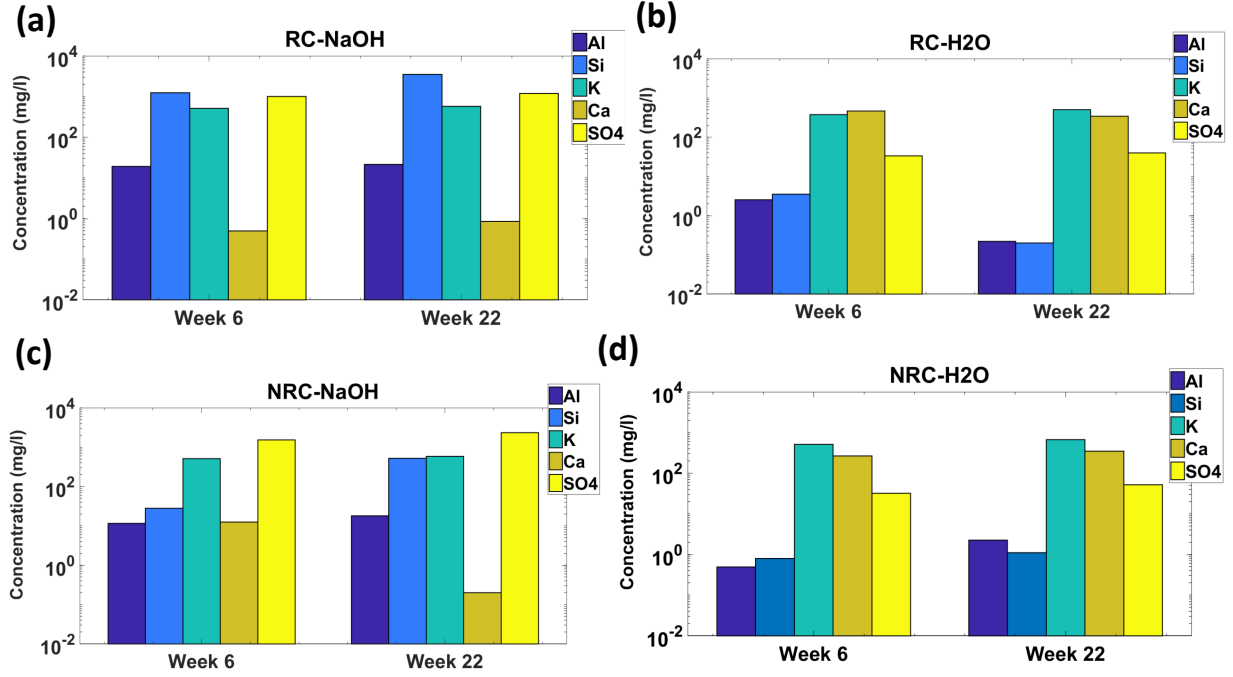 (a)
RC-NaOH
Concentration (mg/l)
10^4
10^2
10^0
10^-2
Week 6
Week 22
Al
Si
K
Ca
SO4
(b)
RC-H2O
Concentration (mg/l)
10^4
10^2
10^0
10^-2
Week 6
Week 22
Al
Si
K
Ca
SO4
(c)
NRC-NaOH
Concentration (mg/l)
10^4
10^2
10^0
10^-2
Week 6
Week 22
Al
Si
K
Ca
SO4
(d)
NRC-H2O
Concentration (mg/l)
10^4
10^2
10^0
10^-2
Week 6
Week 22
Al
Si
K
Ca
SO4